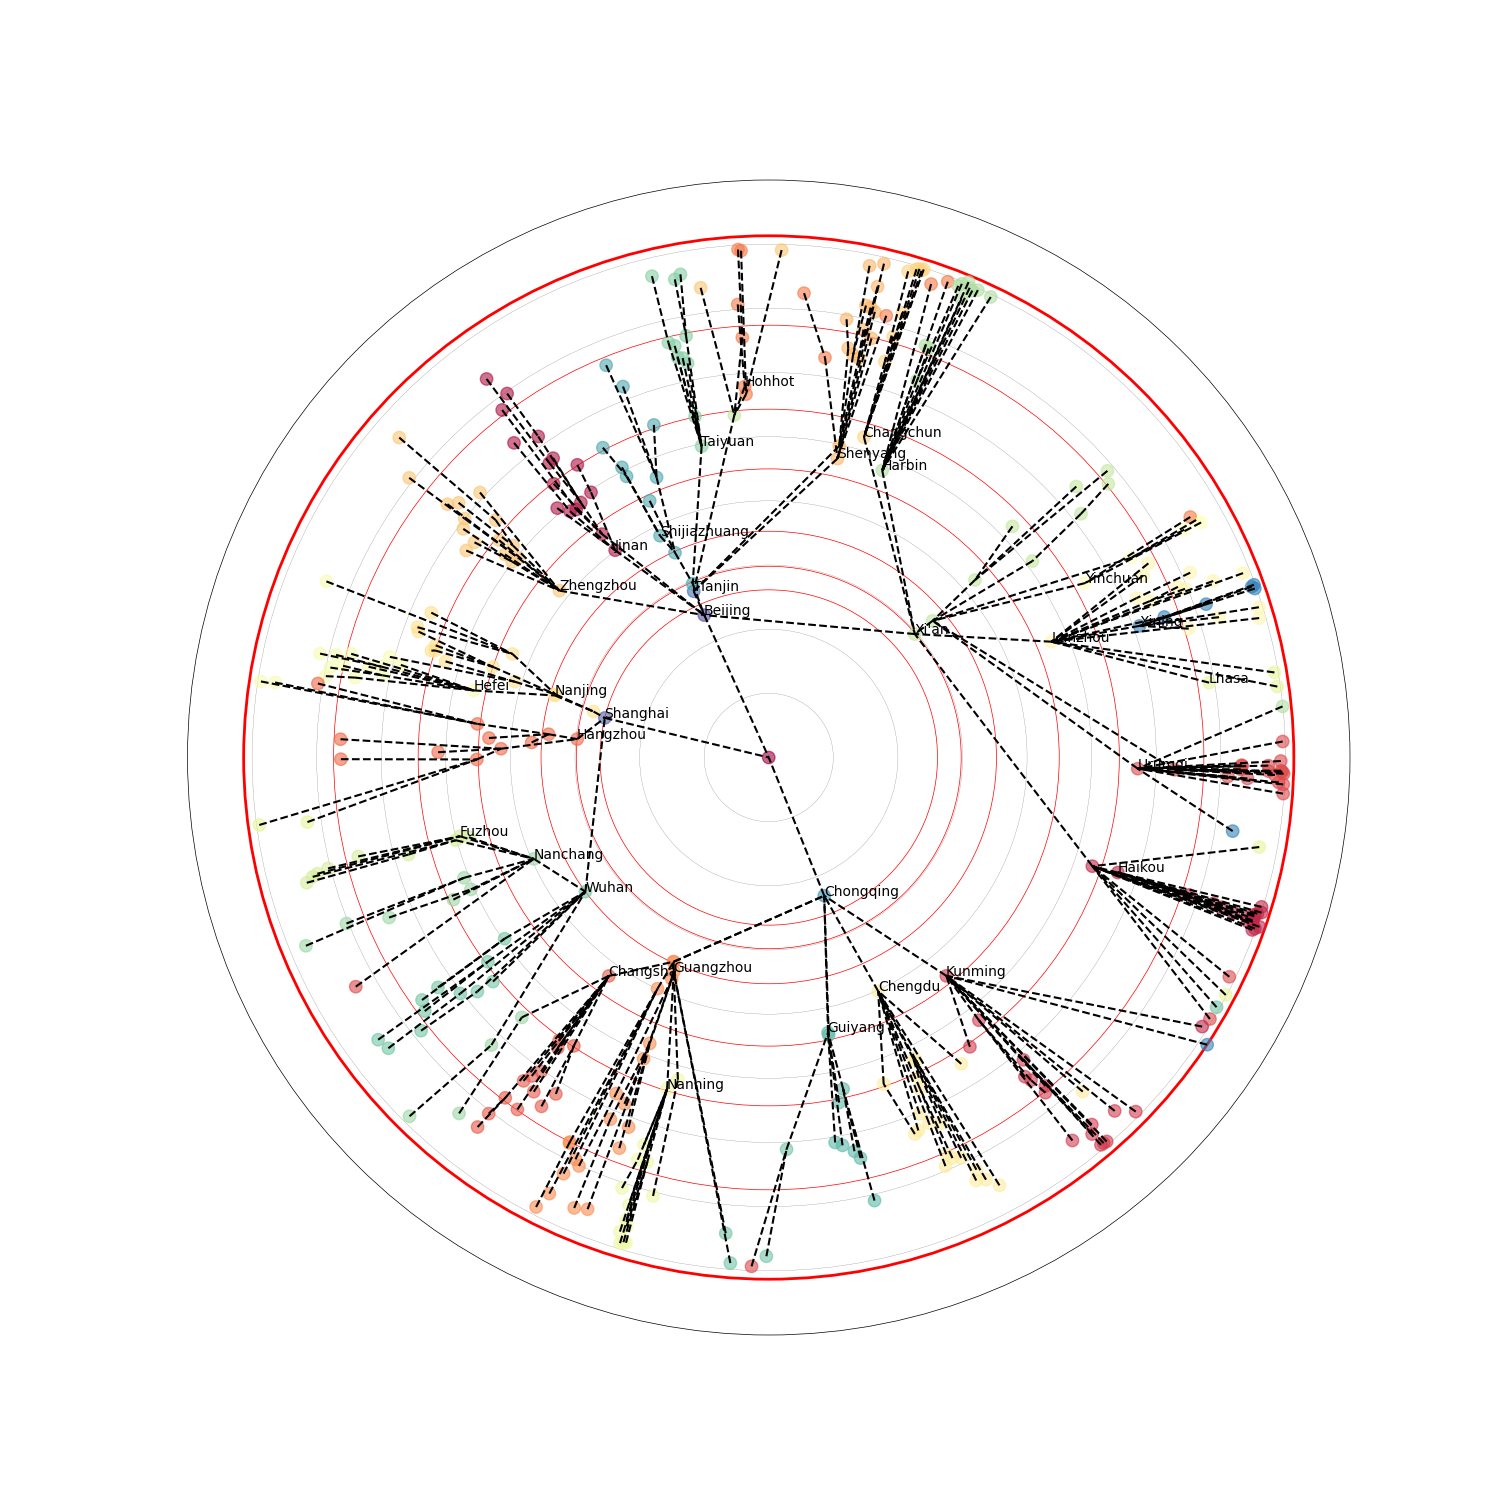 Hohhot
Changchun
Taiyuan
Shenyang
Harbin
Shijiazhuang
Jinan
Yinchuan
Zhengzhou
Tianjin
Beijing
Xining
Xi'an
Lanzhou
Lhasa
Hefei
Nanjing
Shanghai
Hangzhou
Urumqi
Fuzhou
Nanchang
Haikou
Wuhan
Chongqing
Guangzhou
Changsha
Kunming
Chengdu
Guiyang
Nanning